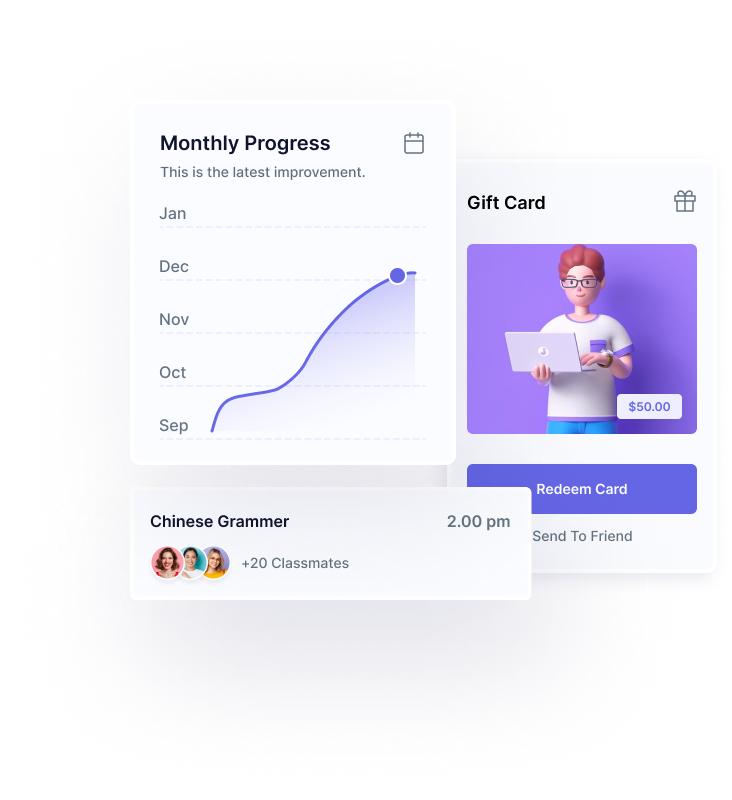 Monthly Progress
This is the latest improvement.
Jan
Dec
Nov
Oct
Sep
Gift Card
$50.00
Redeem Card
Send To Friend
Chinese Grammer
2.00 pm
+20 Classmates